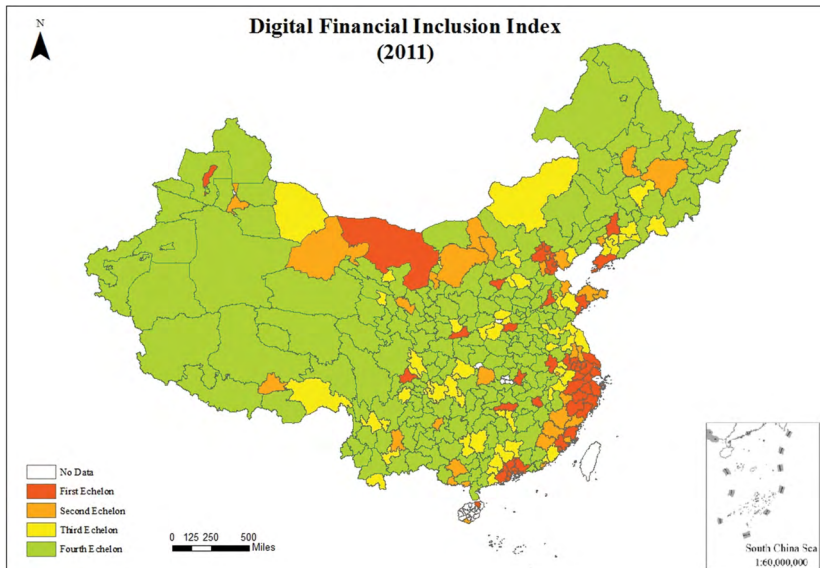 Digital Financial Inclusion Index
(2011)
N
No Data
First Echelon
Second Echelon
Third Echelon
Fourth Echelon
0 125 250 500
Miles
South China Sea
1:60,000,000